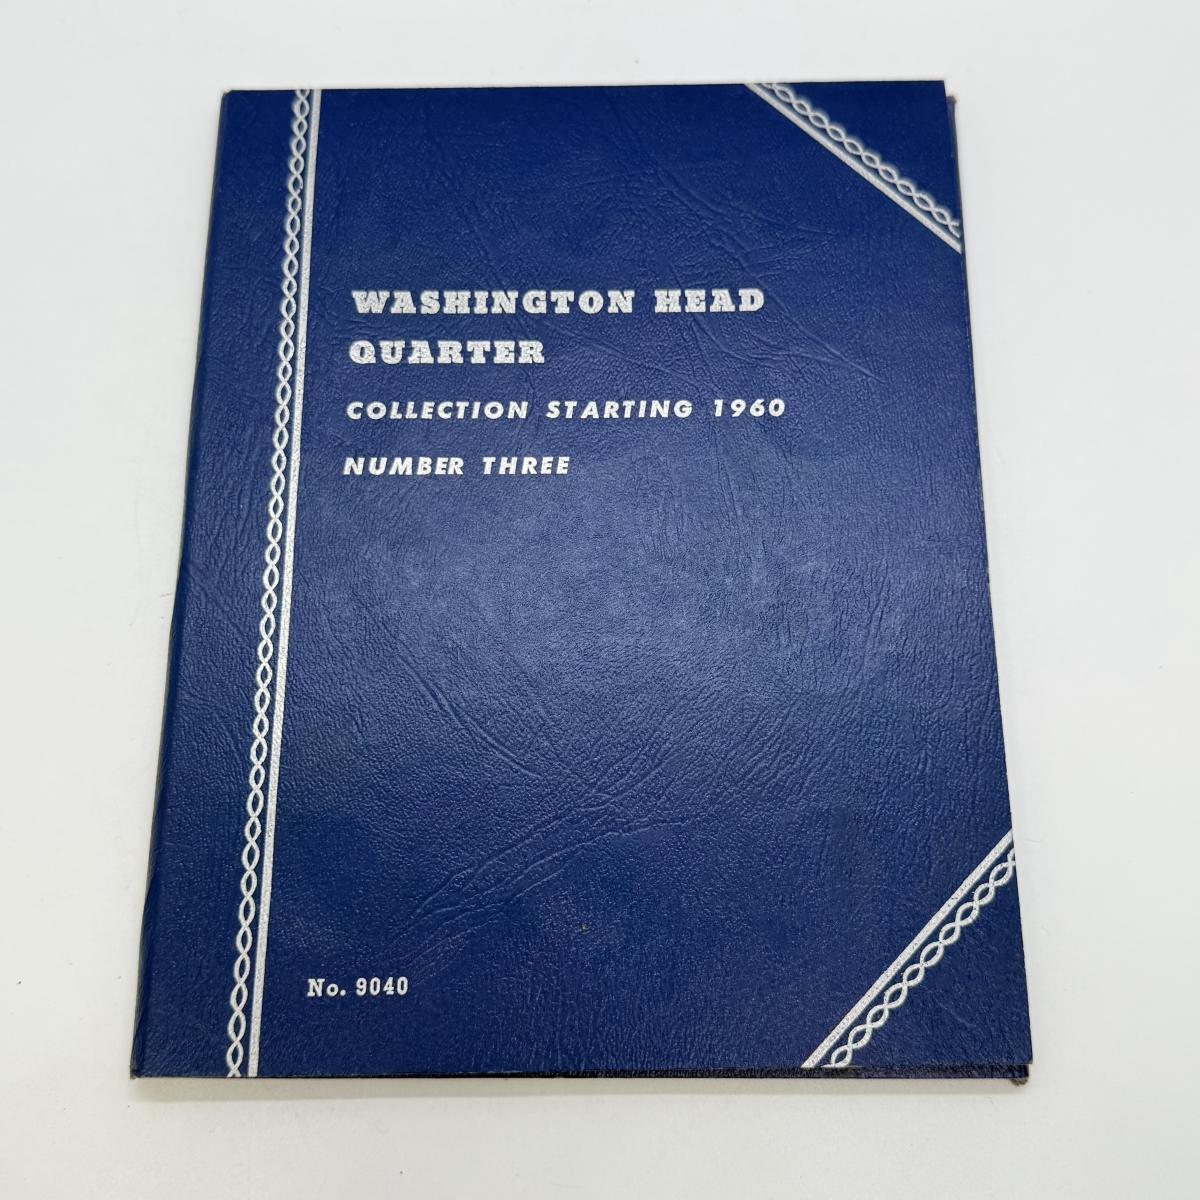 WASHINGTON HEAD
QUARTER
COLLECTION STARTING 1960
NUMBER THREE
No. 9040